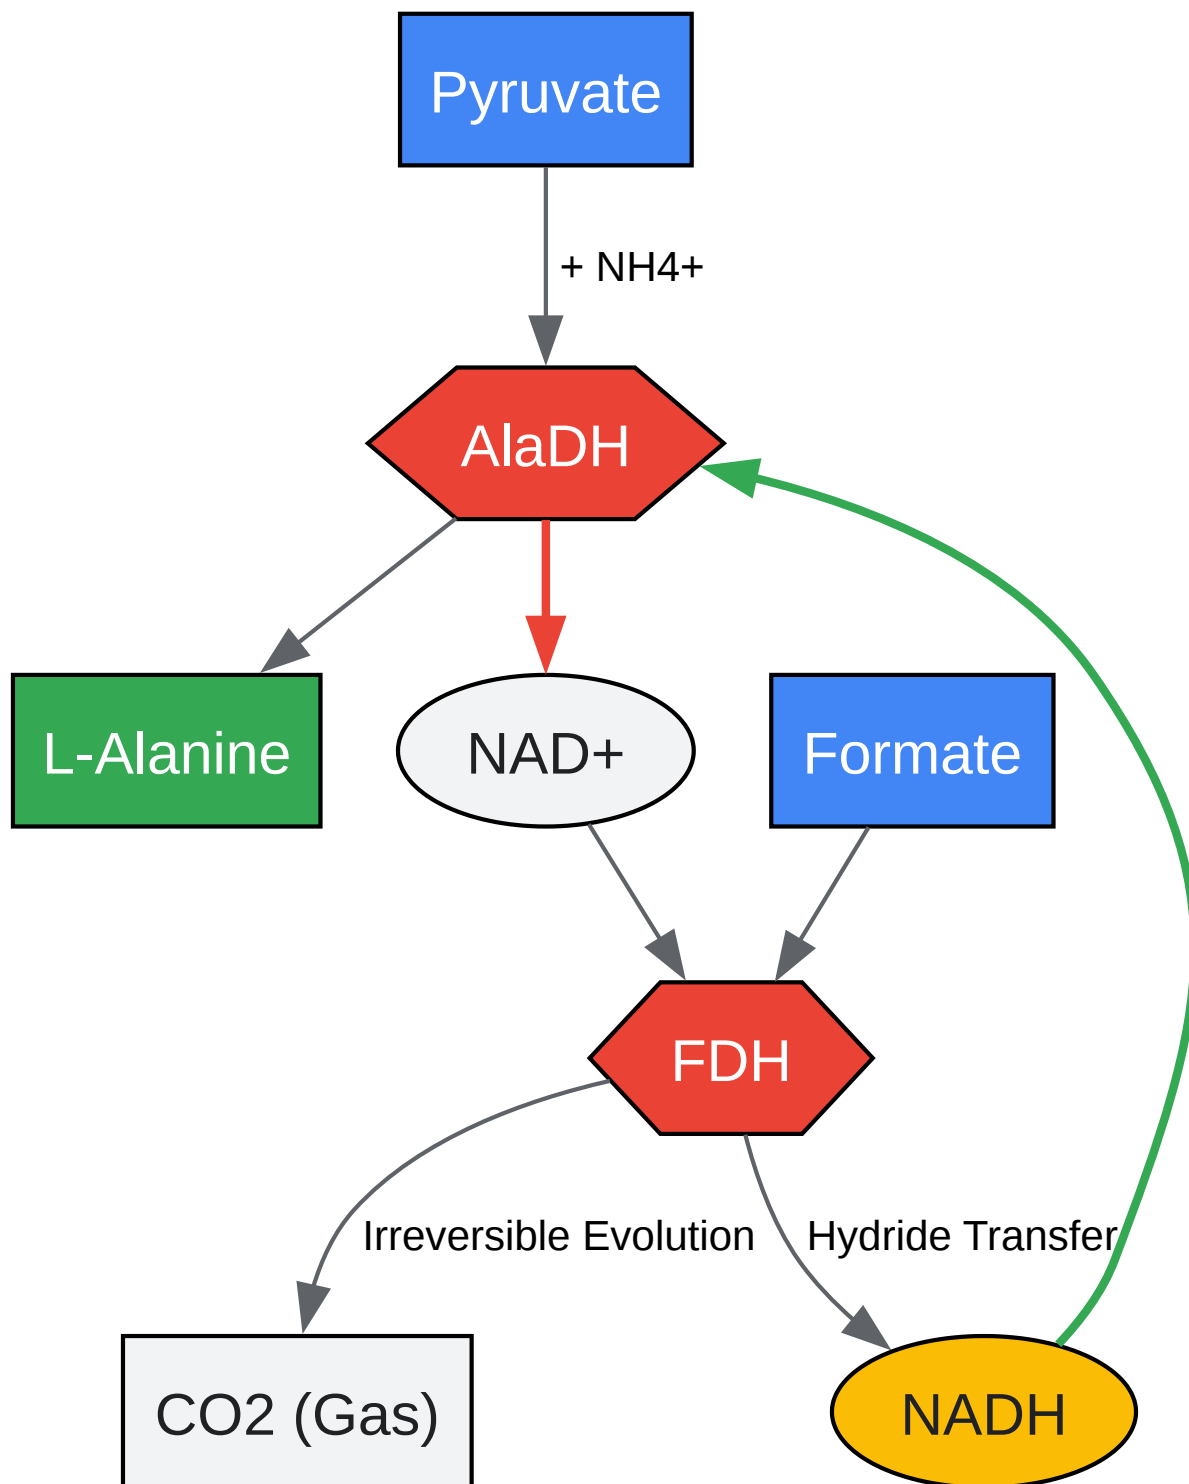 Pyruvate
+ NH4+
AlaDH
L-Alanine
NAD+
Formate
FDH
Irreversible Evolution
Hydride Transfer
CO2 (Gas)
NADH